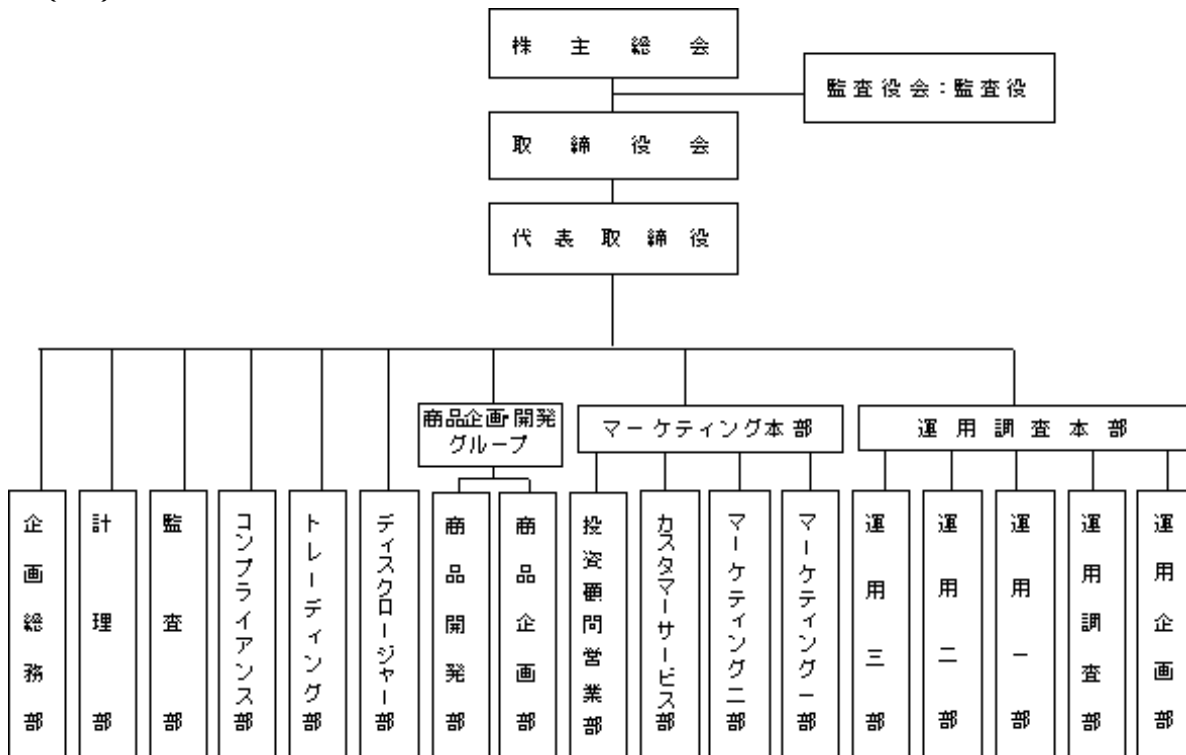 株主総会
監査役会：監査役
取締役会
代表取締役
商品企画・開発
グループ
マーケティング本部
運用調査本部
企画総務部
計理部
監査部
コンプライアンス部
トレーディング部
ディスクロージャー部
商品開発部
商品企画部
投資顧問営業部
カスタマーサービス部
マーケティング二部
マーケティング一部
運用三部
運用二部
運用一部
運用調査部
運用企画部